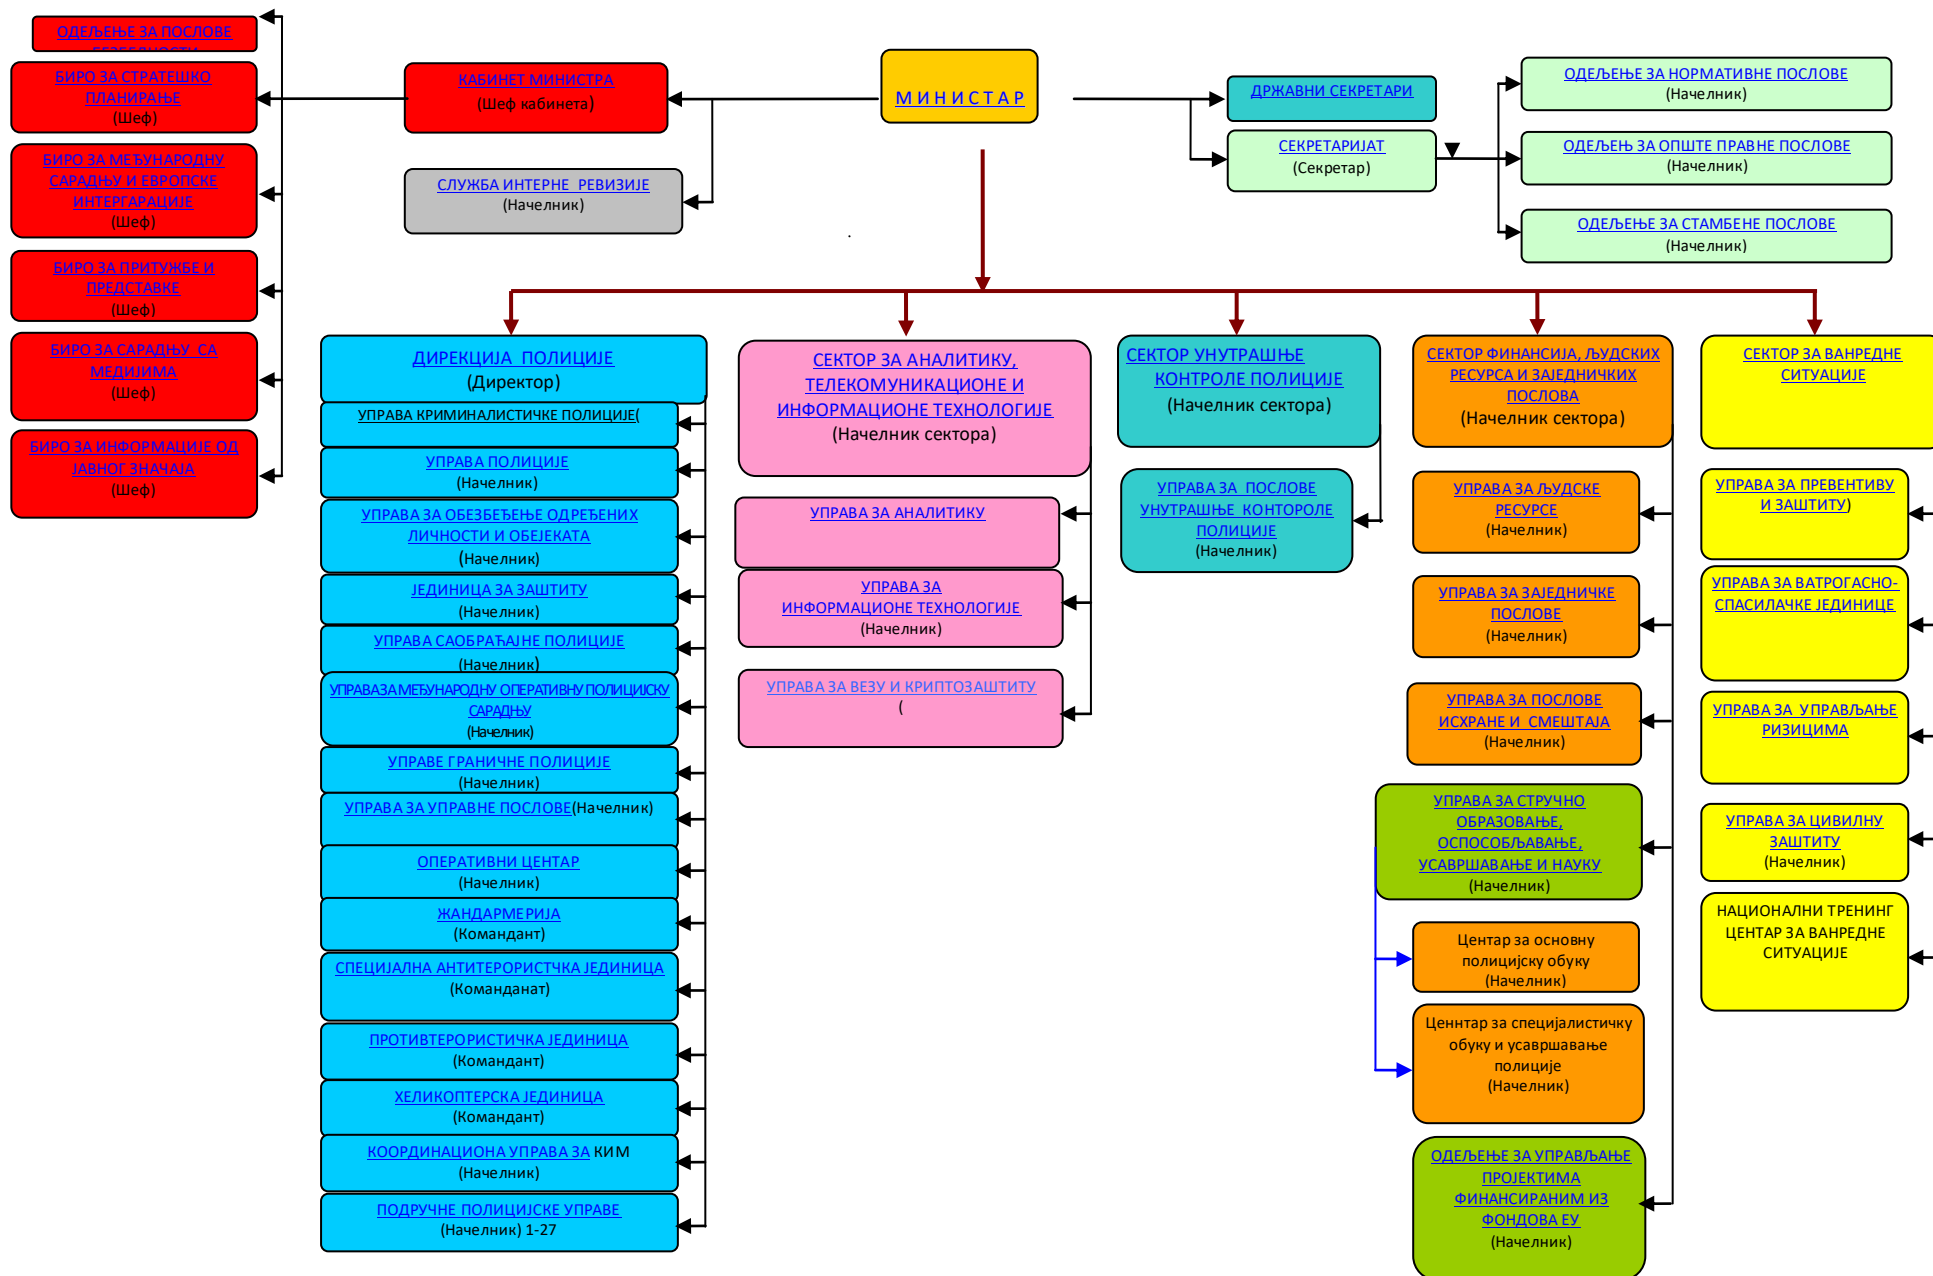 ОДЕЉЕЊЕ ЗА ПОСЛОВЕ
БЕЗБЕДНОСТИ
БИРО ЗА СТРАТЕШКО
ПЛАНИРАЊЕ
(Шеф)
БИРО ЗА МЕЂУНАРОДНУ
САРАДЊУ И ЕВРОПСКЕ
ИНТЕРГАРАЦИЈЕ
(Шеф)
БИРО ЗА ПРИТУЖБЕ И
ПРЕДСТАВКЕ
(Шеф)
БИРО ЗА САРАДЊУ СА
МЕДИЈИМА
(Шеф)
БИРО ЗА ИНФОРМАЦИЈЕ ОД
ЈАВНОГ ЗНАЧАЈА
(Шеф)
КАБИНЕТ МИНИСТРА
(Шеф кабинета)
СЛУЖБА ИНТЕРНЕ РЕВИЗИЈЕ
(Начелник)
М И Н И С Т А Р
.
ДРЖАВНИ СЕКРЕТАРИ
СЕКРЕТАРИЈАТ
(Секретар)
ОДЕЉЕЊЕ ЗА НОРМАТИВНЕ ПОСЛОВЕ
(Начелник)
ОДЕЉЕЊ ЗА ОПШТЕ ПРАВНЕ ПОСЛОВЕ
(Начелник)
ОДЕЉЕЊЕ ЗА СТАМБЕНЕ ПОСЛОВЕ
(Начелник)
ДИРЕКЦИЈА ПОЛИЦИЈЕ
(Директор)
УПРАВА КРИМИНАЛИСТИЧКЕ ПОЛИЦИЈЕ(
УПРАВА ПОЛИЦИЈЕ
(Начелник)
УПРАВА ЗА ОБЕЗБЕЂЕЊЕ ОДРЕЂЕНИХ
ЛИЧНОСТИ И ОБЕЈЕКАТА
(Начелник)
ЈЕДИНИЦА ЗА ЗАШТИТУ
(Начелник)
УПРАВА САОБРАЋАЈНЕ ПОЛИЦИЈЕ
(Начелник)
УПРАВА ЗА МЕЂУНАРОДНУ ОПЕРАТИВНУ ПОЛИЦИЈСКУ
САРАДЊУ
(Начелник)
УПРАВЕ ГРАНИЧНЕ ПОЛИЦИЈЕ
(Начелник)
УПРАВА ЗА УПРАВНЕ ПОСЛОВЕ(Начелник)
ОПЕРАТИВНИ ЦЕНТАР
(Начелник)
ЖАНДАРМЕРИЈА
(Командант)
СПЕЦИЈАЛНА АНТИТЕРОРИСТЧКА ЈЕДИНИЦА
(Команданат)
ПРОТИВТЕРОРИСТИЧКА ЈЕДИНИЦА
(Командант)
ХЕЛИКОПТЕРСКА ЈЕДИНИЦА
(Командант)
КООРДИНАЦИОНА УПРАВА ЗА КИМ
(Начелник)
ПОДРУЧНЕ ПОЛИЦИЈСКЕ УПРАВЕ
(Начелник) 1-27
СЕКТОР ЗА АНАЛИТИКУ,
ТЕЛЕКОМУНИКАЦИОНЕ И
ИНФОРМАЦИОНЕ ТЕХНОЛОГИЈЕ
(Начелник сектора)
УПРАВА ЗА АНАЛИТИКУ
УПРАВА ЗА
ИНФОРМАЦИОНЕ ТЕХНОЛОГИЈЕ
(Начелник)
УПРАВА ЗА ВЕЗУ И КРИПТОЗАШТИТУ
(
СЕКТОР УНУТРАШЊЕ
КОНТРОЛЕ ПОЛИЦИЈЕ
(Начелник сектора)
УПРАВА ЗА ПОСЛОВЕ
УНУТРАШЊЕ КОНТОРОЛЕ
ПОЛИЦИЈЕ
(Начелник)
СЕКТОР ФИНАНСИЈА, ЉУДСКИХ
РЕСУРСА И ЗАЈЕДНИЧКИХ
ПОСЛОВА
(Начелник сектора)
УПРАВА ЗА ЉУДСКЕ
РЕСУРСЕ
(Начелник)
УПРАВА ЗА ЗАЈЕДНИЧКЕ
ПОСЛОВЕ
(Начелник)
УПРАВА ЗА ПОСЛОВЕ
ИСХРАНЕ И СМЕШТАЈА
(Начелник)
УПРАВА ЗА СТРУЧНО
ОБРАЗОВАЊЕ,
ОСПОСОБЉАВАЊЕ,
УСАВРШАВАЊЕ И НАУКУ
(Начелник)
Центар за основну
полицијску обуку
(Начелник)
Ценнтар за специјалистичку
обуку и усавршавање
полиције
(Начелник)
ОДЕЉЕЊЕ ЗА УПРАВЉАЊЕ
ПРОЈЕКТИМА
ФИНАНСИРАНИМ ИЗ
ФОНДОВА ЕУ
(Начелник)
СЕКТОР ЗА ВАНРЕДНЕ
СИТУАЦИЈЕ
УПРАВА ЗА ПРЕВЕНТИВУ
И ЗАШТИТУ)
УПРАВА ЗА ВАТРОГАСНО-
СПАСИЛАЧКЕ ЈЕДИНИЦЕ
УПРАВА ЗА УПРАВЉАЊЕ
РИЗИЦИМА
УПРАВА ЗА ЦИВИЛНУ
ЗАШТИТУ
(Начелник)
НАЦИОНАЛНИ ТРЕНИНГ
ЦЕНТАР ЗА ВАНРЕДНЕ
СИТУАЦИЈЕ